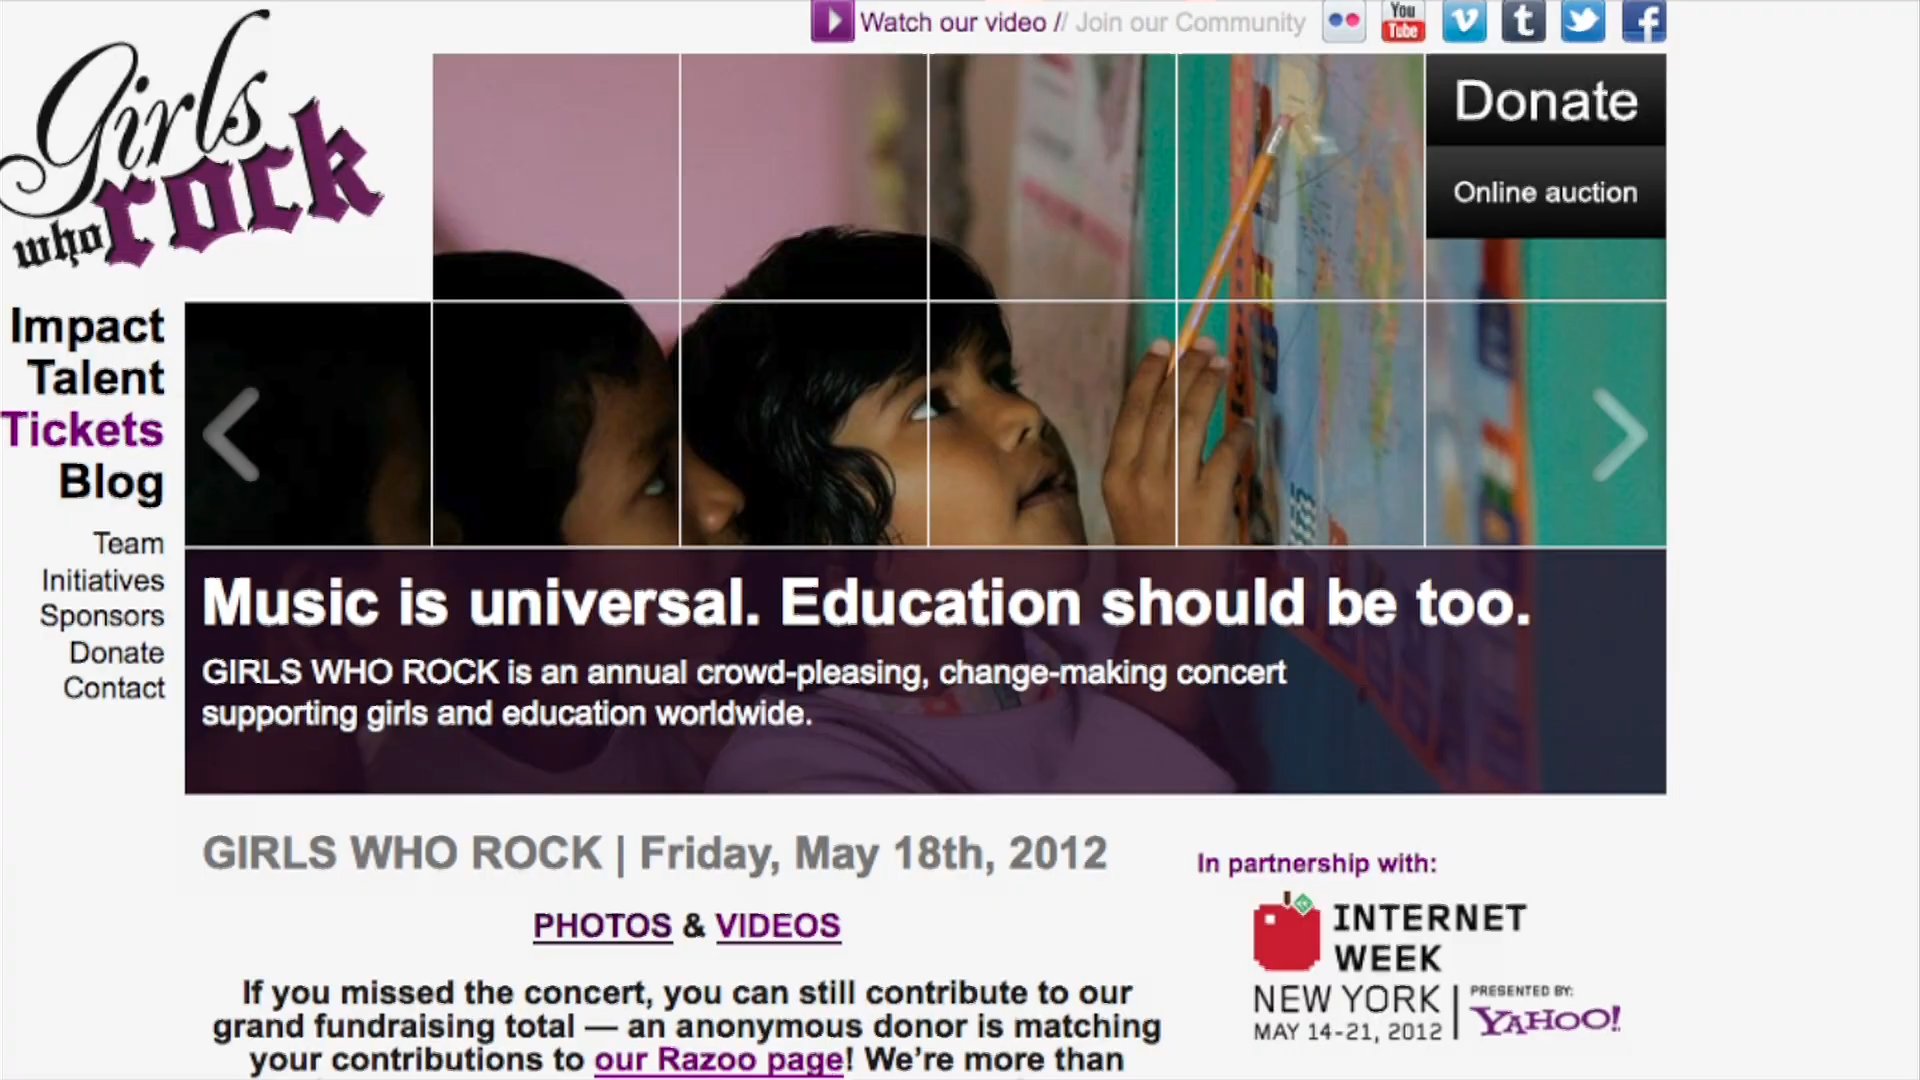 Girls
who rock
Watch our video // Join our Community
You
Tube
Donate
Online auction
Impact
Talent
Tickets
Blog
Team
Initiatives
Sponsors
Donate
Contact
Music is universal. Education should be too.
GIRLS WHO ROCK is an annual crowd-pleasing, change-making concert
supporting girls and education worldwide.
GIRLS WHO ROCK | Friday, May 18th, 2012
PHOTOS & VIDEOS
If you missed the concert, you can still contribute to our
grand fundraising total — an anonymous donor is matching
your contributions to our Razoo page! We're more than
In partnership with:
INTERNET
WEEK
NEW YORK
MAY 14-21, 2012
PRESENTED BY:
YAHOO!